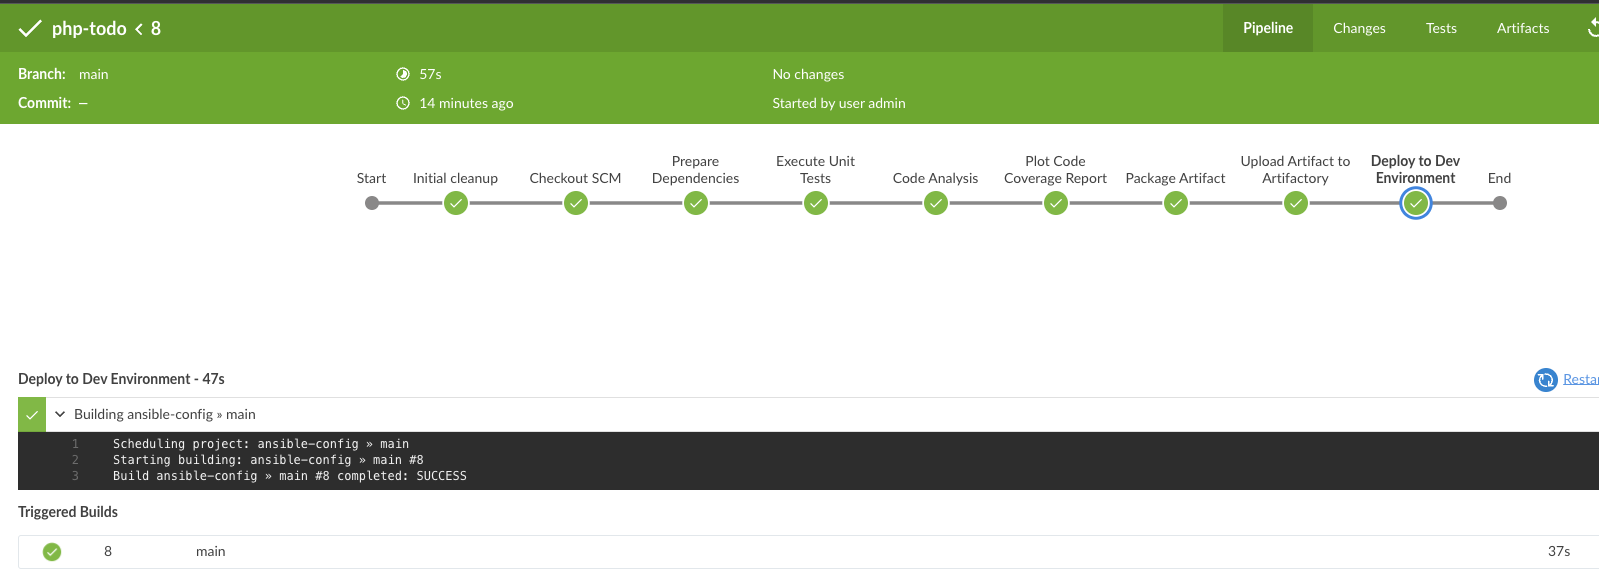 php-todo < 8
Pipeline
Changes
Tests
Artifacts
Branch: main
57s
No changes
Commit: —
14 minutes ago
Started by user admin
Start
Initial cleanup
Checkout SCM
Prepare
Dependencies
Execute Unit
Tests
Code Analysis
Plot Code
Coverage Report
Package Artifact
Upload Artifact to
Artifactory
Deploy to Dev
Environment
End
Deploy to Dev Environment - 47s
Building ansible-config » main
1 Scheduling project: ansible-config » main
2 Starting building: ansible-config » main #8
3 Build ansible-config » main #8 completed: SUCCESS
Triggered Builds
8 main 37s